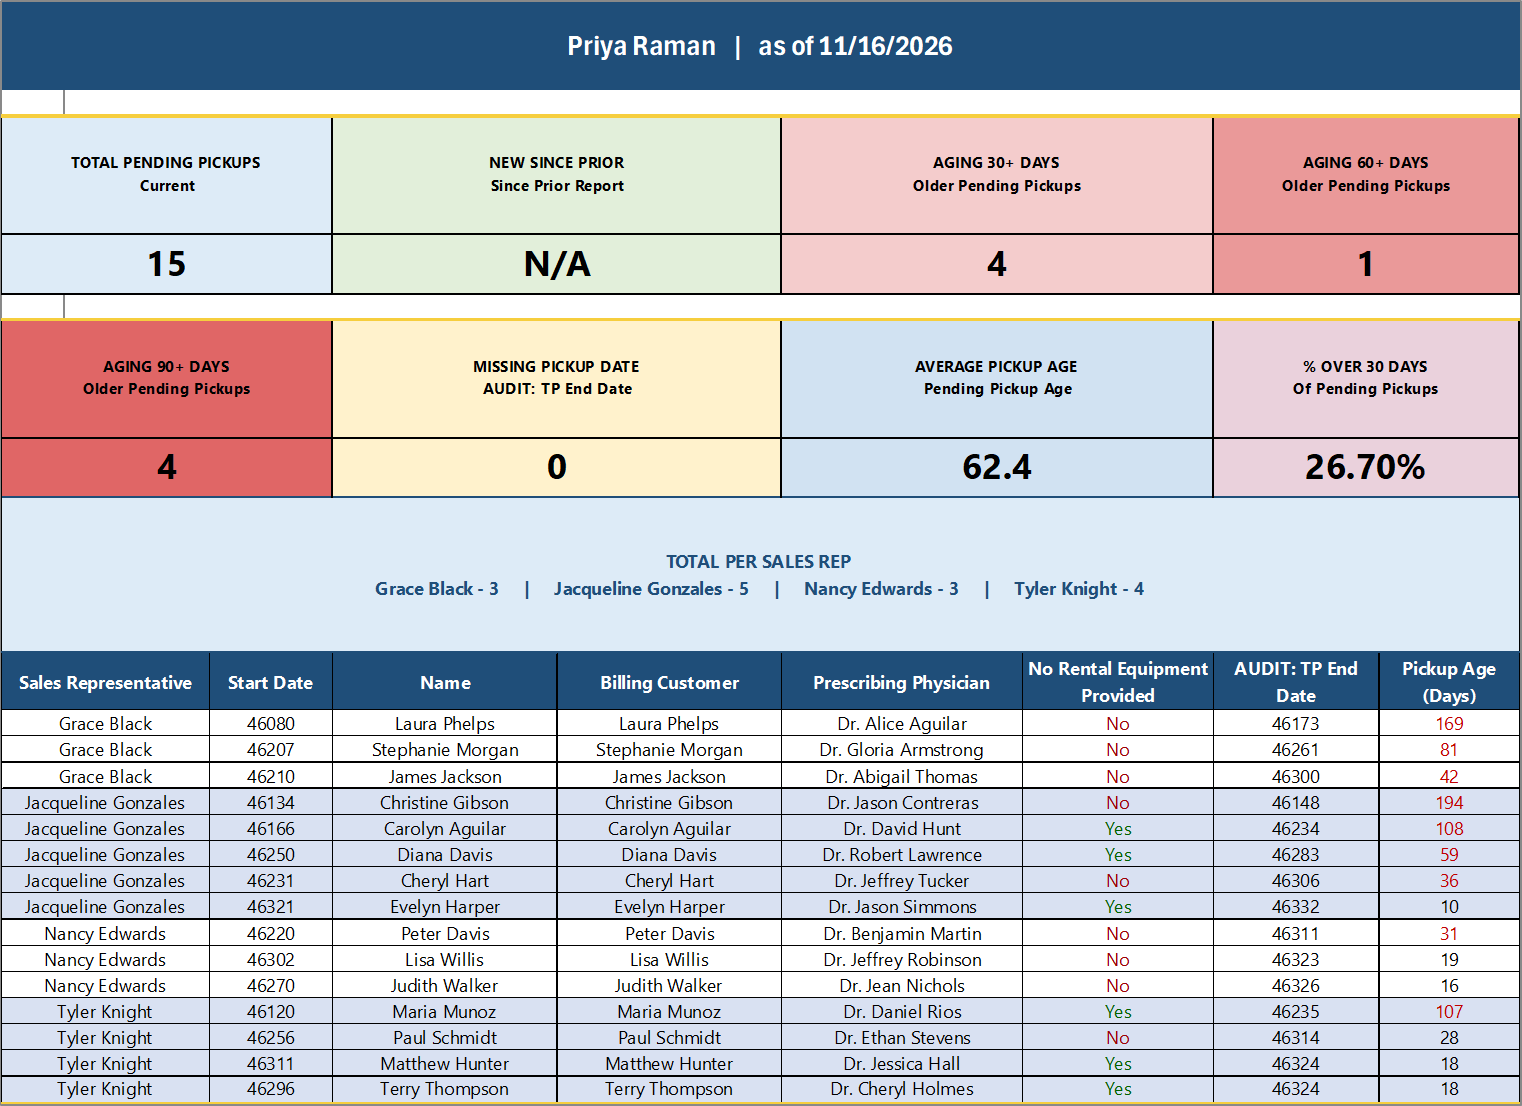 Priya Raman | as of 11/16/2026
TOTAL PENDING PICKUPS
Current
NEW SINCE PRIOR
Since Prior Report
AGING 30+ DAYS
Older Pending Pickups
AGING 60+ DAYS
Older Pending Pickups
15
N/A
4
1
AGING 90+ DAYS
Older Pending Pickups
MISSING PICKUP DATE
AUDIT: TP End Date
AVERAGE PICKUP AGE
Pending Pickup Age
% OVER 30 DAYS
Of Pending Pickups
4
0
62.4
26.70%
TOTAL PER SALES REP
Grace Black - 3 | Jacqueline Gonzales - 5 | Nancy Edwards - 3 | Tyler Knight - 4
Sales Representative
Start Date
Name
Billing Customer
Prescribing Physician
No Rental Equipment
Provided
AUDIT: TP End
Date
Pickup Age
(Days)
Grace Black 46080 Laura Phelps Laura Phelps Dr. Alice Aguilar No 46173 169
Grace Black 46207 Stephanie Morgan Stephanie Morgan Dr. Gloria Armstrong No 46261 81
Grace Black 46210 James Jackson James Jackson Dr. Abigail Thomas No 46300 42
Jacqueline Gonzales 46134 Christine Gibson Christine Gibson Dr. Jason Contreras No 46148 194
Jacqueline Gonzales 46166 Carolyn Aguilar Carolyn Aguilar Dr. David Hunt Yes 46234 108
Jacqueline Gonzales 46250 Diana Davis Diana Davis Dr. Robert Lawrence Yes 46283 59
Jacqueline Gonzales 46231 Cheryl Hart Cheryl Hart Dr. Jeffrey Tucker No 46306 36
Jacqueline Gonzales 46321 Evelyn Harper Evelyn Harper Dr. Jason Simmons Yes 46332 10
Nancy Edwards 46220 Peter Davis Peter Davis Dr. Benjamin Martin No 46311 31
Nancy Edwards 46302 Lisa Willis Lisa Willis Dr. Jeffrey Robinson No 46323 19
Nancy Edwards 46270 Judith Walker Judith Walker Dr. Jean Nichols No 46326 16
Tyler Knight 46120 Maria Munoz Maria Munoz Dr. Daniel Rios Yes 46235 107
Tyler Knight 46256 Paul Schmidt Paul Schmidt Dr. Ethan Stevens No 46314 28
Tyler Knight 46311 Matthew Hunter Matthew Hunter Dr. Jessica Hall Yes 46324 18
Tyler Knight 46296 Terry Thompson Terry Thompson Dr. Cheryl Holmes Yes 46324 18